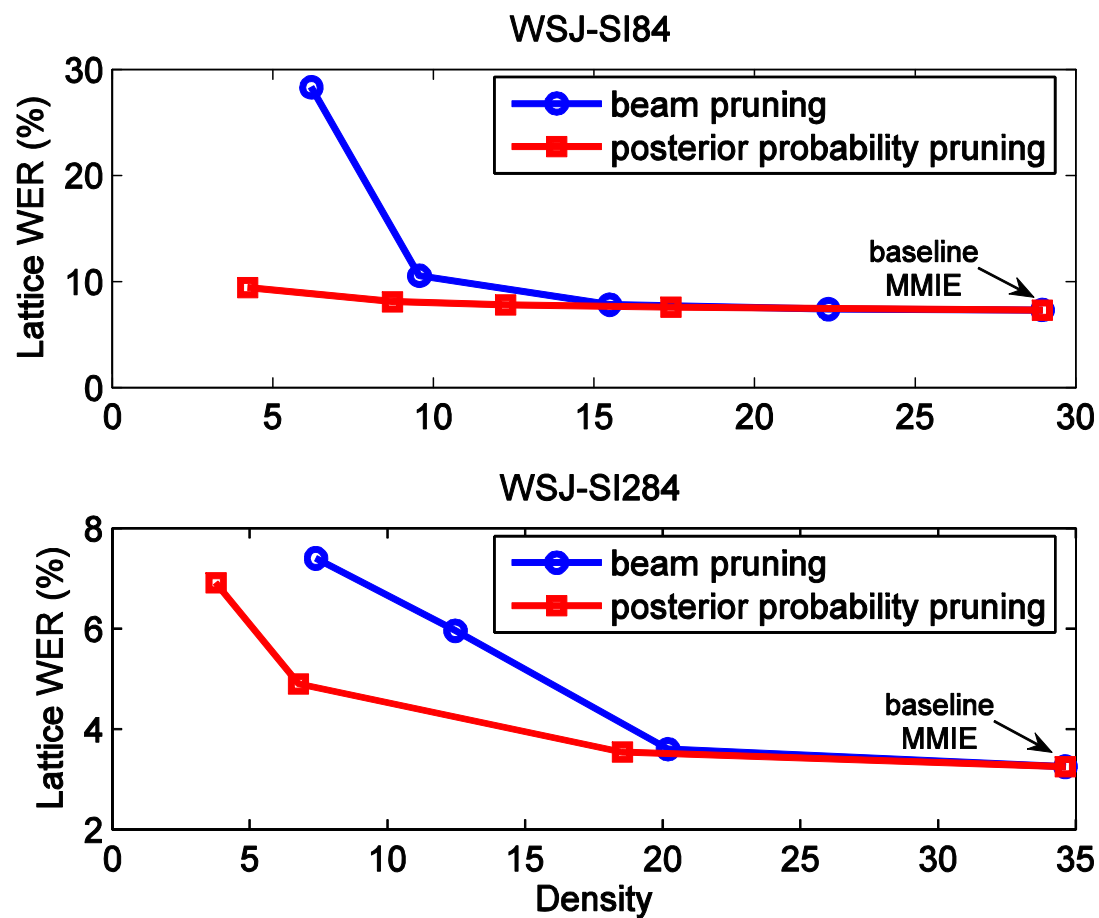 WSJ-SI84
Lattice WER (%)
30
20
10
0
beam pruning
posterior probability pruning
baseline
MMIE
0 5 10 15 20 25 30
WSJ-SI284
Lattice WER (%)
8
6
4
2
beam pruning
posterior probability pruning
baseline
MMIE
0 5 10 15 20 25 30 35
Density